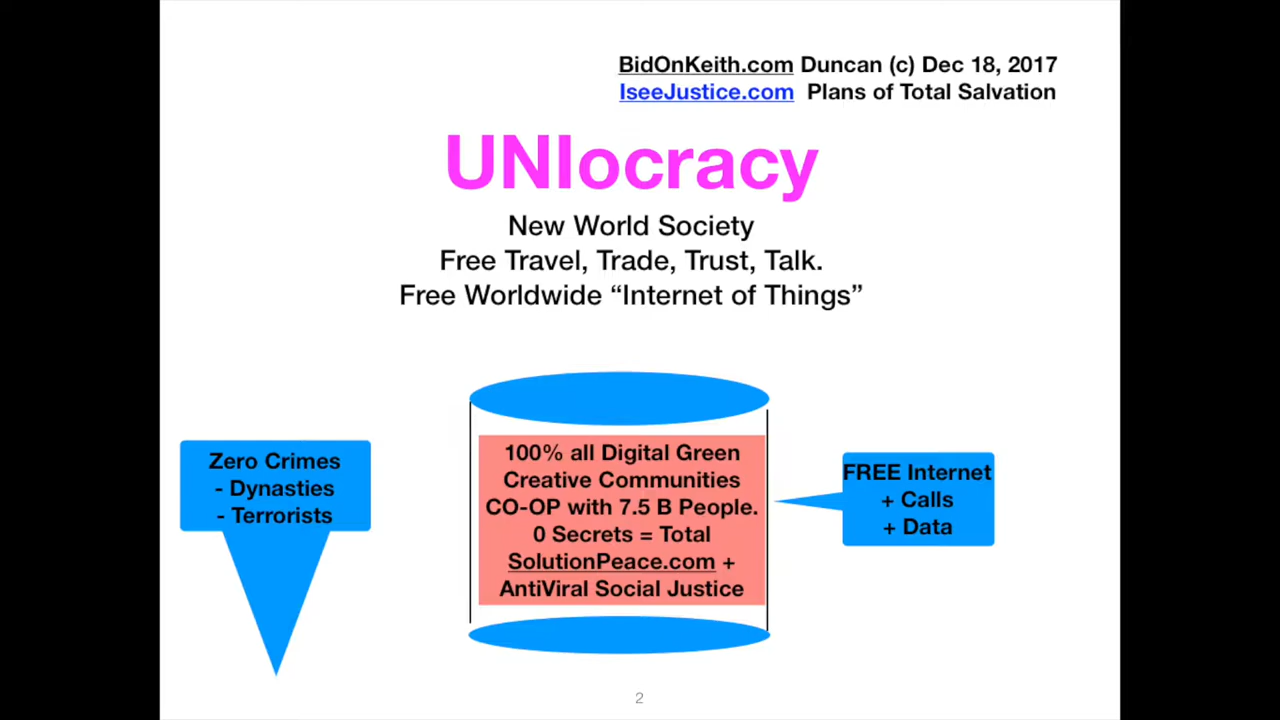 BidOnKeith.com Duncan (c) Dec 18, 2017
IseeJustice.com Plans of Total Salvation
UNIocracy
New World Society
Free Travel, Trade, Trust, Talk.
Free Worldwide “Internet of Things”
Zero Crimes
- Dynasties
- Terrorists
100% all Digital Green
Creative Communities
CO-OP with 7.5 B People.
0 Secrets = Total
SolutionPeace.com +
AntiViral Social Justice
FREE Internet
+ Calls
+ Data
2